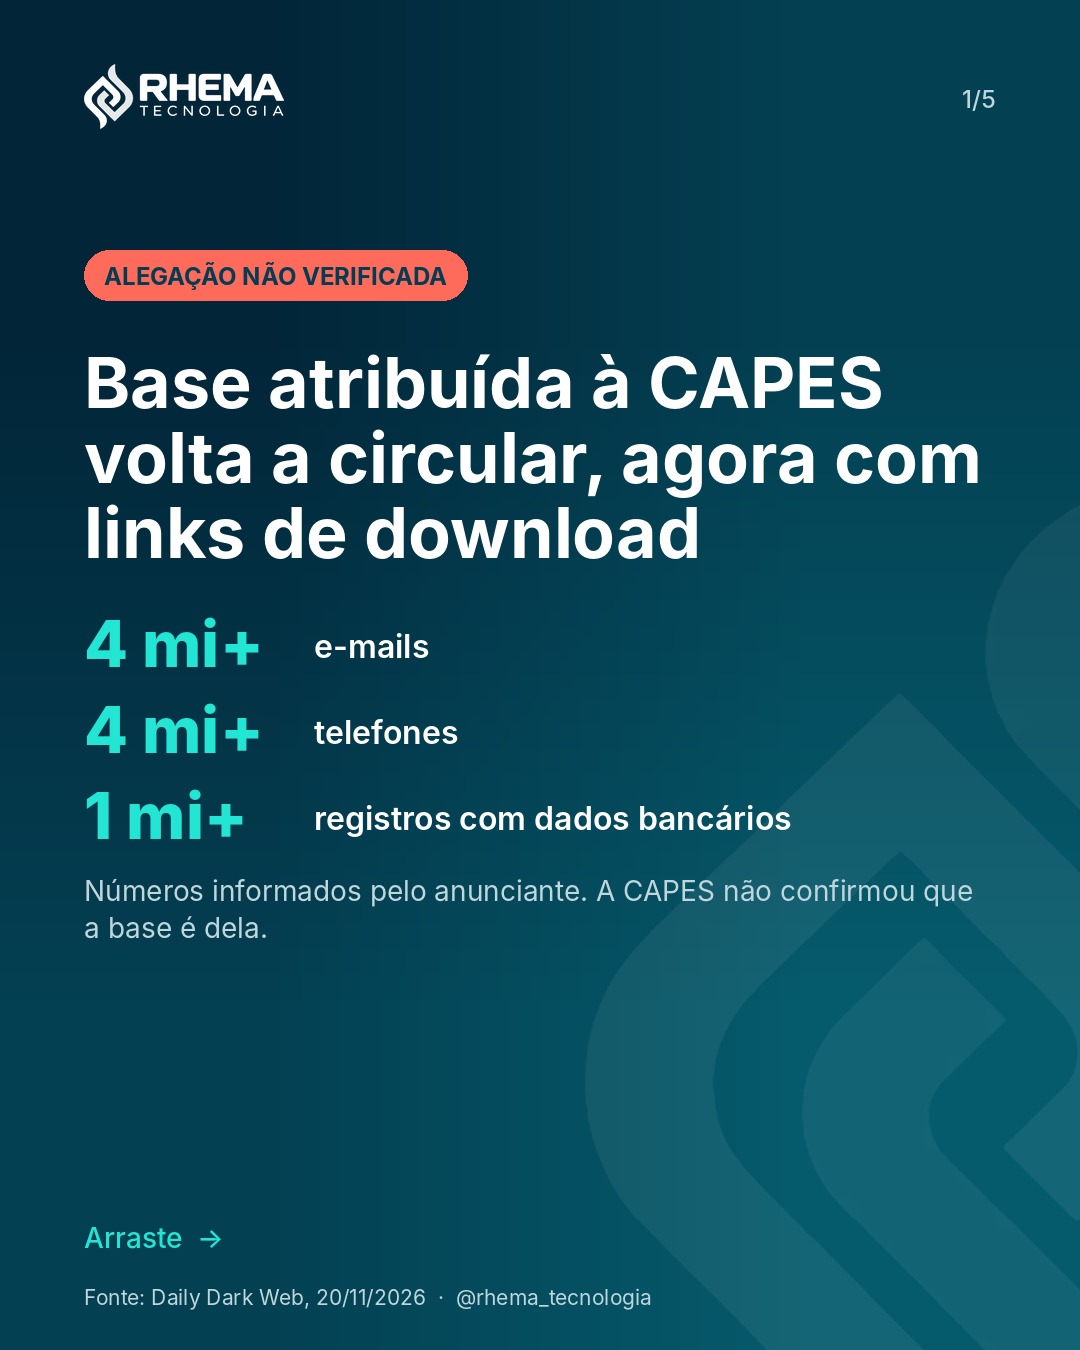 RHEMA
TECNOLOGIA
1/5
ALEGAÇÃO NÃO VERIFICADA
Base atribuída à CAPES
volta a circular, agora com
links de download
4 mi+ e-mails
4 mi+ telefones
1 mi+ registros com dados bancários
Números informados pelo anunciante. A CAPES não confirmou que
a base é dela.
Arraste →
Fonte: Daily Dark Web, 20/11/2026 · @rhema_tecnologia